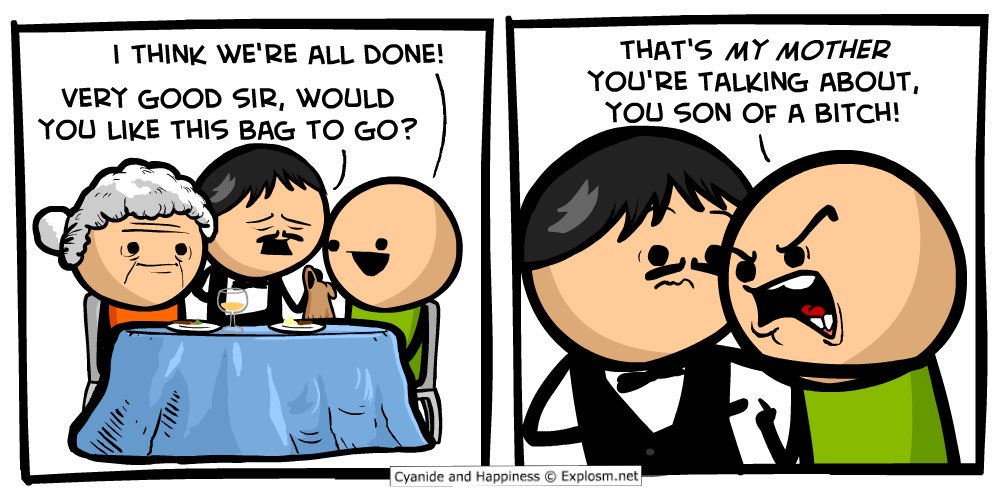 I THINK WE'RE ALL DONE!
VERY GOOD SIR, WOULD
YOU LIKE THIS BAG TO GO?
THAT'S MY MOTHER
YOU'RE TALKING ABOUT,
YOU SON OF A BITCH!
Cyanide and Happiness © Explosm.net